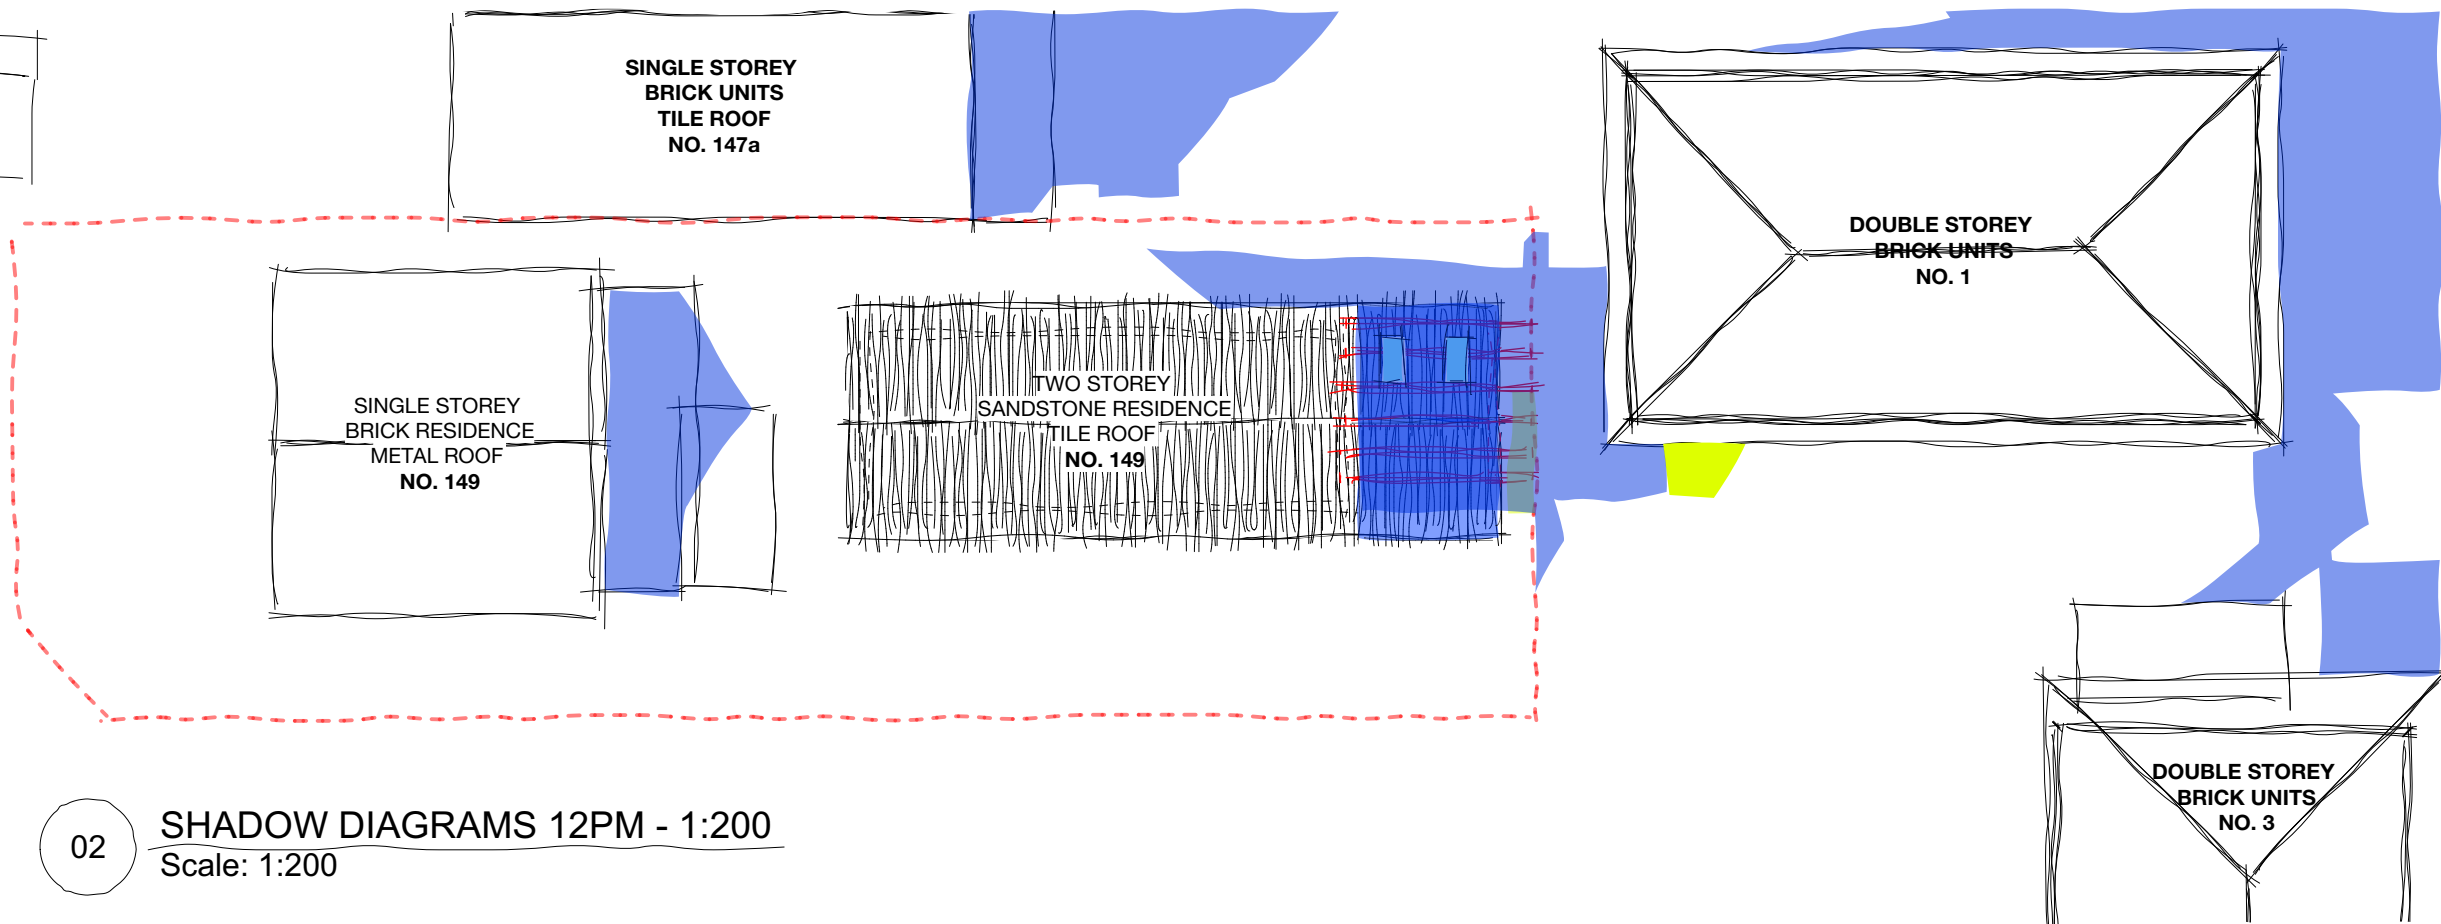 SINGLE STOREY
BRICK UNITS
TILE ROOF
NO. 147a
DOUBLE STOREY
BRICK UNITS
NO. 1
SINGLE STOREY
BRICK RESIDENCE
METAL ROOF
NO. 149
TWO STOREY
SANDSTONE RESIDENCE
TILE ROOF
NO. 149
DOUBLE STOREY
BRICK UNITS
NO. 3
02
SHADOW DIAGRAMS 12PM - 1:200
Scale: 1:200